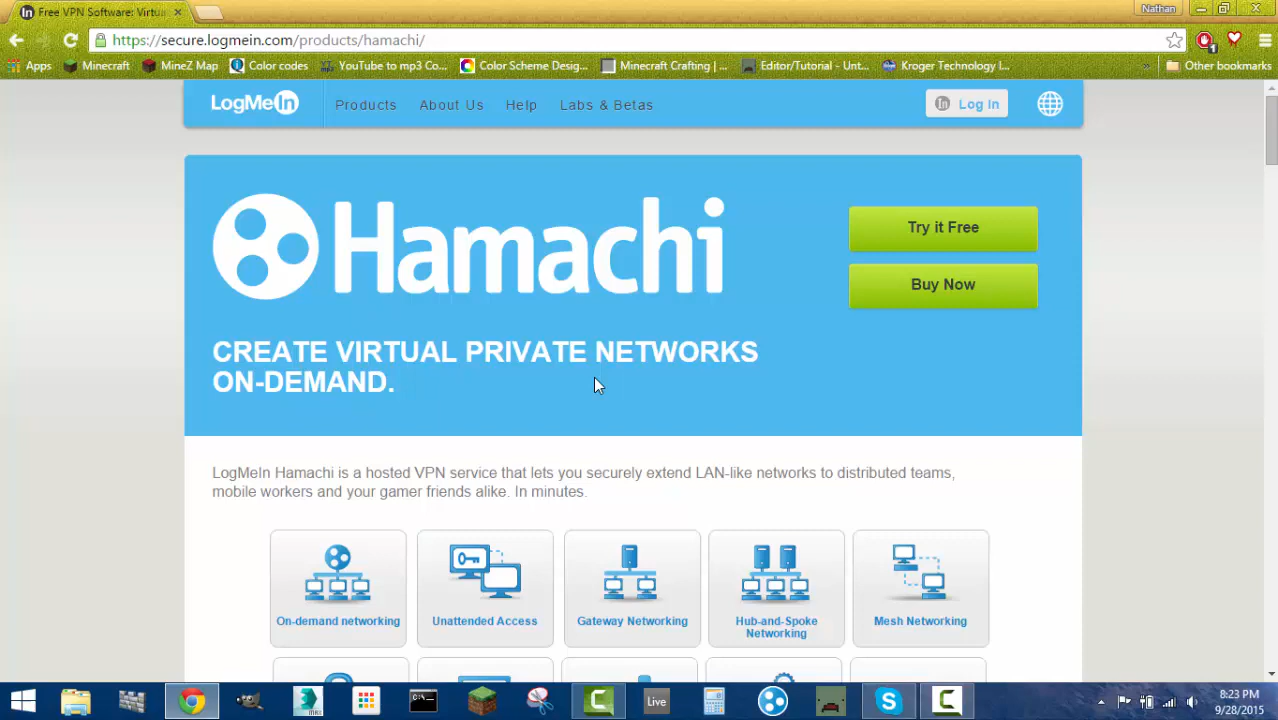 Free VPN Software: Virtua
Nathan
https://secure.logmein.com/products/hamachi/
1
Apps
Minecraft
MineZ Map
Color codes
YouTube to mp3 Co...
Color Scheme Desig...
Minecraft Crafting | ...
Editor/Tutorial - Unt...
Kroger Technology I...
»
Other bookmarks
LogMeIn
Products
About Us
Help
Labs & Betas
in Log In
Hamachi
Try it Free
Buy Now
CREATE VIRTUAL PRIVATE NETWORKS
ON-DEMAND.
LogMeIn Hamachi is a hosted VPN service that lets you securely extend LAN-like networks to distributed teams,
mobile workers and your gamer friends alike. In minutes.
On-demand networking
Unattended Access
Gateway Networking
Hub-and-Spoke
Networking
Mesh Networking
Live
8:23 PM
9/28/2015